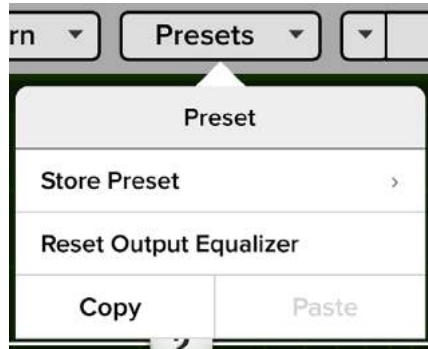 rn
Presets
Preset
Store Preset
Reset Output Equalizer
Copy
Paste